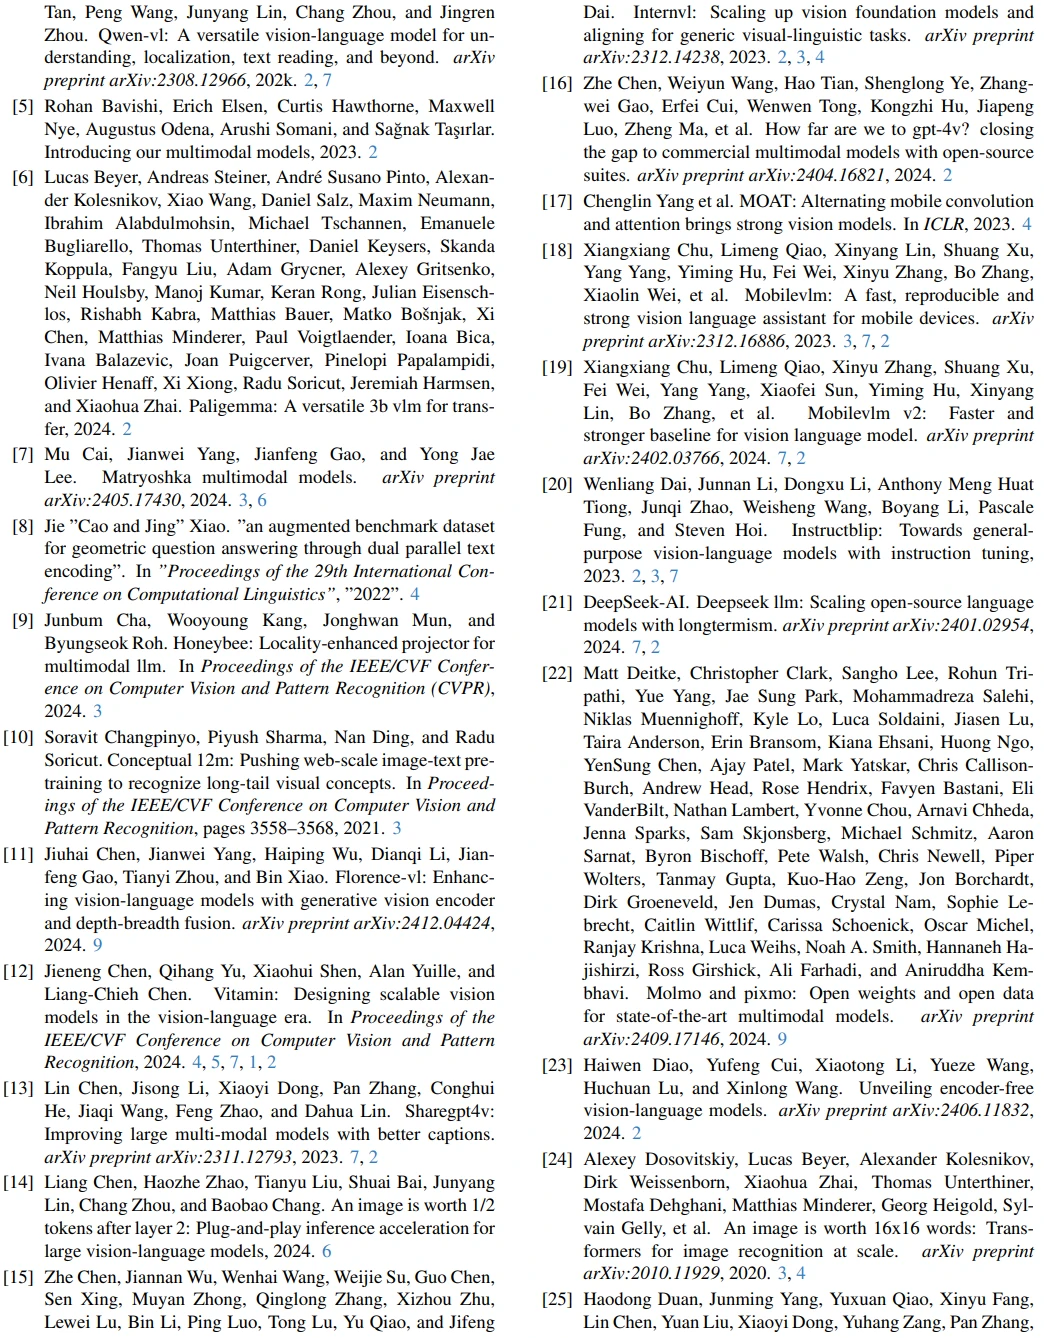 Tan, Peng Wang, Junyang Lin, Chang Zhou, and Jingren
Zhou. Qwen-vl: A versatile vision-language model for un-
derstanding, localization, text reading, and beyond. arXiv
preprint arXiv:2308.12966, 202k. 2, 7
[5] Rohan Bavishi, Erich Elsen, Curtis Hawthorne, Maxwell
Nye, Augustus Odena, Arushi Somani, and Sağnak Taşırlar.
Introducing our multimodal models, 2023. 2
[6] Lucas Beyer, Andreas Steiner, André Susano Pinto, Alexan-
der Kolesnikov, Xiao Wang, Daniel Salz, Maxim Neumann,
Ibrahim Alabdulmohsin, Michael Tschannen, Emanuele
Bugliarello, Thomas Unterthiner, Daniel Keysers, Skanda
Koppula, Fangyu Liu, Adam Grycner, Alexey Gritsenko,
Neil Houlsby, Manoj Kumar, Keran Rong, Julian Eisensch-
los, Rishabh Kabra, Matthias Bauer, Matko Bošnjak, Xi
Chen, Matthias Minderer, Paul Voigtlaender, Ioana Bica,
Ivana Balazevic, Joan Puigcerver, Pinelopi Papalampidi,
Olivier Henaff, Xi Xiong, Radu Soricut, Jeremiah Harmsen,
and Xiaohua Zhai. Paligemma: A versatile 3b vlm for trans-
fer, 2024. 2
[7] Mu Cai, Jianwei Yang, Jianfeng Gao, and Yong Jae
Lee. Matryoshka multimodal models. arXiv preprint
arXiv:2405.17430, 2024. 3, 6
[8] Jie ”Cao and Jing” Xiao. ”an augmented benchmark dataset
for geometric question answering through dual parallel text
encoding”. In ”Proceedings of the 29th International Con-
ference on Computational Linguistics”, ”2022”. 4
[9] Junbum Cha, Wooyoung Kang, Jonghwan Mun, and
Byungseok Roh. Honeybee: Locality-enhanced projector for
multimodal llm. In Proceedings of the IEEE/CVF Confer-
ence on Computer Vision and Pattern Recognition (CVPR),
2024. 3
[10] Soravit Changpinyo, Piyush Sharma, Nan Ding, and Radu
Soricut. Conceptual 12m: Pushing web-scale image-text pre-
training to recognize long-tail visual concepts. In Proceed-
ings of the IEEE/CVF Conference on Computer Vision and
Pattern Recognition, pages 3558–3568, 2021. 3
[11] Jiuhai Chen, Jianwei Yang, Haiping Wu, Dianqi Li, Jian-
feng Gao, Tianyi Zhou, and Bin Xiao. Florence-vl: Enhanc-
ing vision-language models with generative vision encoder
and depth-breadth fusion. arXiv preprint arXiv:2412.04424,
2024. 9
[12] Jieneng Chen, Qihang Yu, Xiaohui Shen, Alan Yuille, and
Liang-Chieh Chen. Vitamin: Designing scalable vision
models in the vision-language era. In Proceedings of the
IEEE/CVF Conference on Computer Vision and Pattern
Recognition, 2024. 4, 5, 7, 1, 2
[13] Lin Chen, Jisong Li, Xiaoyi Dong, Pan Zhang, Conghui
He, Jiaqi Wang, Feng Zhao, and Dahua Lin. Sharegpt4v:
Improving large multi-modal models with better captions.
arXiv preprint arXiv:2311.12793, 2023. 7, 2
[14] Liang Chen, Haozhe Zhao, Tianyu Liu, Shuai Bai, Junyang
Lin, Chang Zhou, and Baobao Chang. An image is worth 1/2
tokens after layer 2: Plug-and-play inference acceleration for
large vision-language models, 2024. 6
[15] Zhe Chen, Jiannan Wu, Wenhai Wang, Weijie Su, Guo Chen,
Sen Xing, Muyan Zhong, Qinglong Zhang, Xizhou Zhu,
Lewei Lu, Bin Li, Ping Luo, Tong Lu, Yu Qiao, and Jifeng
Dai. Internvl: Scaling up vision foundation models and
aligning for generic visual-linguistic tasks. arXiv preprint
arXiv:2312.14238, 2023. 2, 3, 4
[16] Zhe Chen, Weiyun Wang, Hao Tian, Shenglong Ye, Zhang-
wei Gao, Erfei Cui, Wenwen Tong, Kongzhi Hu, Jiapeng
Luo, Zheng Ma, et al. How far are we to gpt-4v? closing
the gap to commercial multimodal models with open-source
suites. arXiv preprint arXiv:2404.16821, 2024. 2
[17] Chenglin Yang et al. MOAT: Alternating mobile convolution
and attention brings strong vision models. In ICLR, 2023. 4
[18] Xiangxiang Chu, Limeng Qiao, Xinyang Lin, Shuang Xu,
Yang Yang, Yiming Hu, Fei Wei, Xinyu Zhang, Bo Zhang,
Xiaolin Wei, et al. Mobilevlm: A fast, reproducible and
strong vision language assistant for mobile devices. arXiv
preprint arXiv:2312.16886, 2023. 3, 7, 2
[19] Xiangxiang Chu, Limeng Qiao, Xinyu Zhang, Shuang Xu,
Fei Wei, Yang Yang, Xiaofei Sun, Yiming Hu, Xinyang
Lin, Bo Zhang, et al. Mobilevlm v2: Faster and
stronger baseline for vision language model. arXiv preprint
arXiv:2402.03766, 2024. 7, 2
[20] Wenliang Dai, Junnan Li, Dongxu Li, Anthony Meng Huat
Tiong, Junqi Zhao, Weisheng Wang, Boyang Li, Pascale
Fung, and Steven Hoi. Instructblip: Towards general-
purpose vision-language models with instruction tuning,
2023. 2, 3, 7
[21] DeepSeek-AI. Deepseek llm: Scaling open-source language
models with longtermism. arXiv preprint arXiv:2401.02954,
2024. 7, 2
[22] Matt Deitke, Christopher Clark, Sangho Lee, Rohun Tri-
pathi, Yue Yang, Jae Sung Park, Mohammadreza Salehi,
Niklas Muennighoff, Kyle Lo, Luca Soldaini, Jiasen Lu,
Taira Anderson, Erin Bransom, Kiana Ehsani, Huong Ngo,
YenSung Chen, Ajay Patel, Mark Yatskar, Chris Callison-
Burch, Andrew Head, Rose Hendrix, Favyen Bastani, Eli
VanderBilt, Nathan Lambert, Yvonne Chou, Arnavi Chheda,
Jenna Sparks, Sam Skjonsberg, Michael Schmitz, Aaron
Sarnat, Byron Bischoff, Pete Walsh, Chris Newell, Piper
Wolters, Tanmay Gupta, Kuo-Hao Zeng, Jon Borchardt,
Dirk Groeneveld, Jen Dumas, Crystal Nam, Sophie Le-
brecht, Caitlin Wittlif, Carissa Schoenick, Oscar Michel,
Ranjay Krishna, Luca Weihs, Noah A. Smith, Hannaneh Ha-
jishirzi, Ross Girshick, Ali Farhadi, and Aniruddha Kem-
bhavi. Molmo and pixmo: Open weights and open data
for state-of-the-art multimodal models. arXiv preprint
arXiv:2409.17146, 2024. 9
[23] Haiwen Diao, Yufeng Cui, Xiaotong Li, Yueze Wang,
Huchuan Lu, and Xinlong Wang. Unveiling encoder-free
vision-language models. arXiv preprint arXiv:2406.11832,
2024. 2
[24] Alexey Dosovitskiy, Lucas Beyer, Alexander Kolesnikov,
Dirk Weissenborn, Xiaohua Zhai, Thomas Unterthiner,
Mostafa Dehghani, Matthias Minderer, Georg Heigold, Syl-
vain Gelly, et al. An image is worth 16x16 words: Trans-
formers for image recognition at scale. arXiv preprint
arXiv:2010.11929, 2020. 3, 4
[25] Haodong Duan, Junming Yang, Yuxuan Qiao, Xinyu Fang,
Lin Chen, Yuan Liu, Xiaoyi Dong, Yuhang Zang, Pan Zhang,